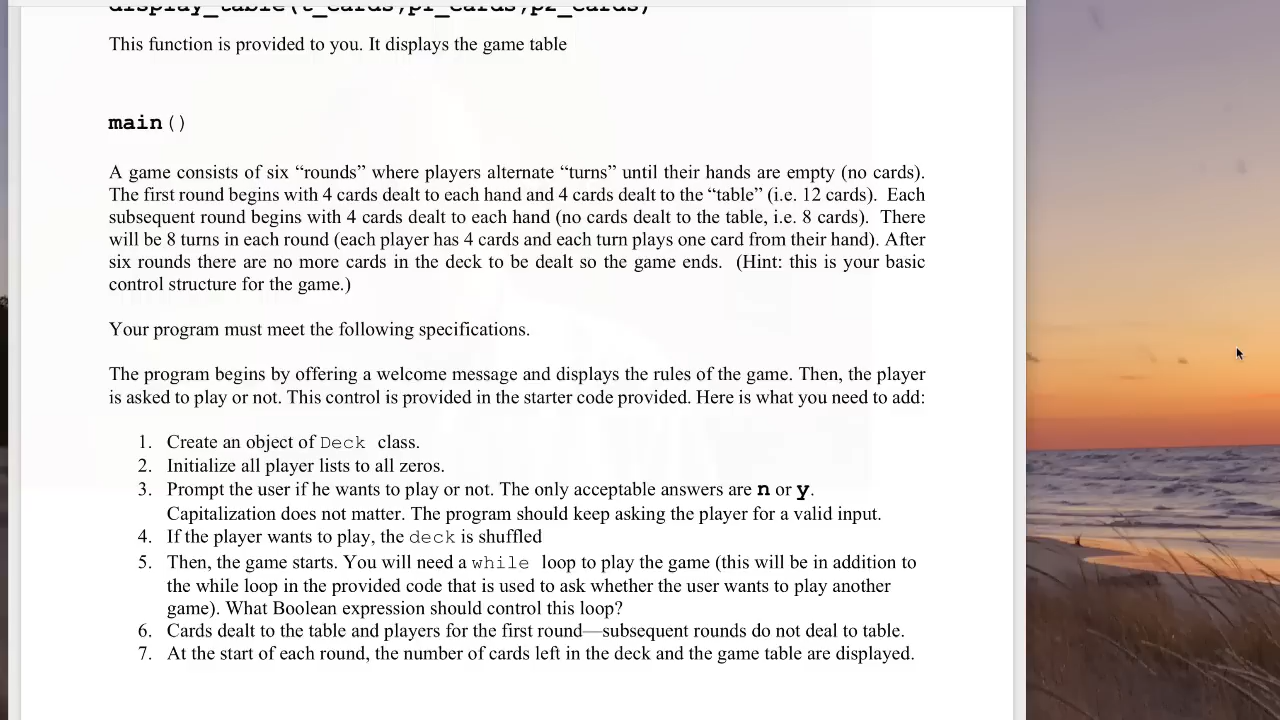 display_table(t_cards,p1_cards,p2_cards)
This function is provided to you. It displays the game table
main()
A game consists of six “rounds” where players alternate “turns” until their hands are empty (no cards).
The first round begins with 4 cards dealt to each hand and 4 cards dealt to the “table” (i.e. 12 cards). Each
subsequent round begins with 4 cards dealt to each hand (no cards dealt to the table, i.e. 8 cards). There
will be 8 turns in each round (each player has 4 cards and each turn plays one card from their hand). After
six rounds there are no more cards in the deck to be dealt so the game ends. (Hint: this is your basic
control structure for the game.)
Your program must meet the following specifications.
The program begins by offering a welcome message and displays the rules of the game. Then, the player
is asked to play or not. This control is provided in the starter code provided. Here is what you need to add:
1. Create an object of Deck class.
2. Initialize all player lists to all zeros.
3. Prompt the user if he wants to play or not. The only acceptable answers are n or y.
Capitalization does not matter. The program should keep asking the player for a valid input.
4. If the player wants to play, the deck is shuffled
5. Then, the game starts. You will need a while loop to play the game (this will be in addition to
the while loop in the provided code that is used to ask whether the user wants to play another
game). What Boolean expression should control this loop?
6. Cards dealt to the table and players for the first round—subsequent rounds do not deal to table.
7. At the start of each round, the number of cards left in the deck and the game table are displayed.